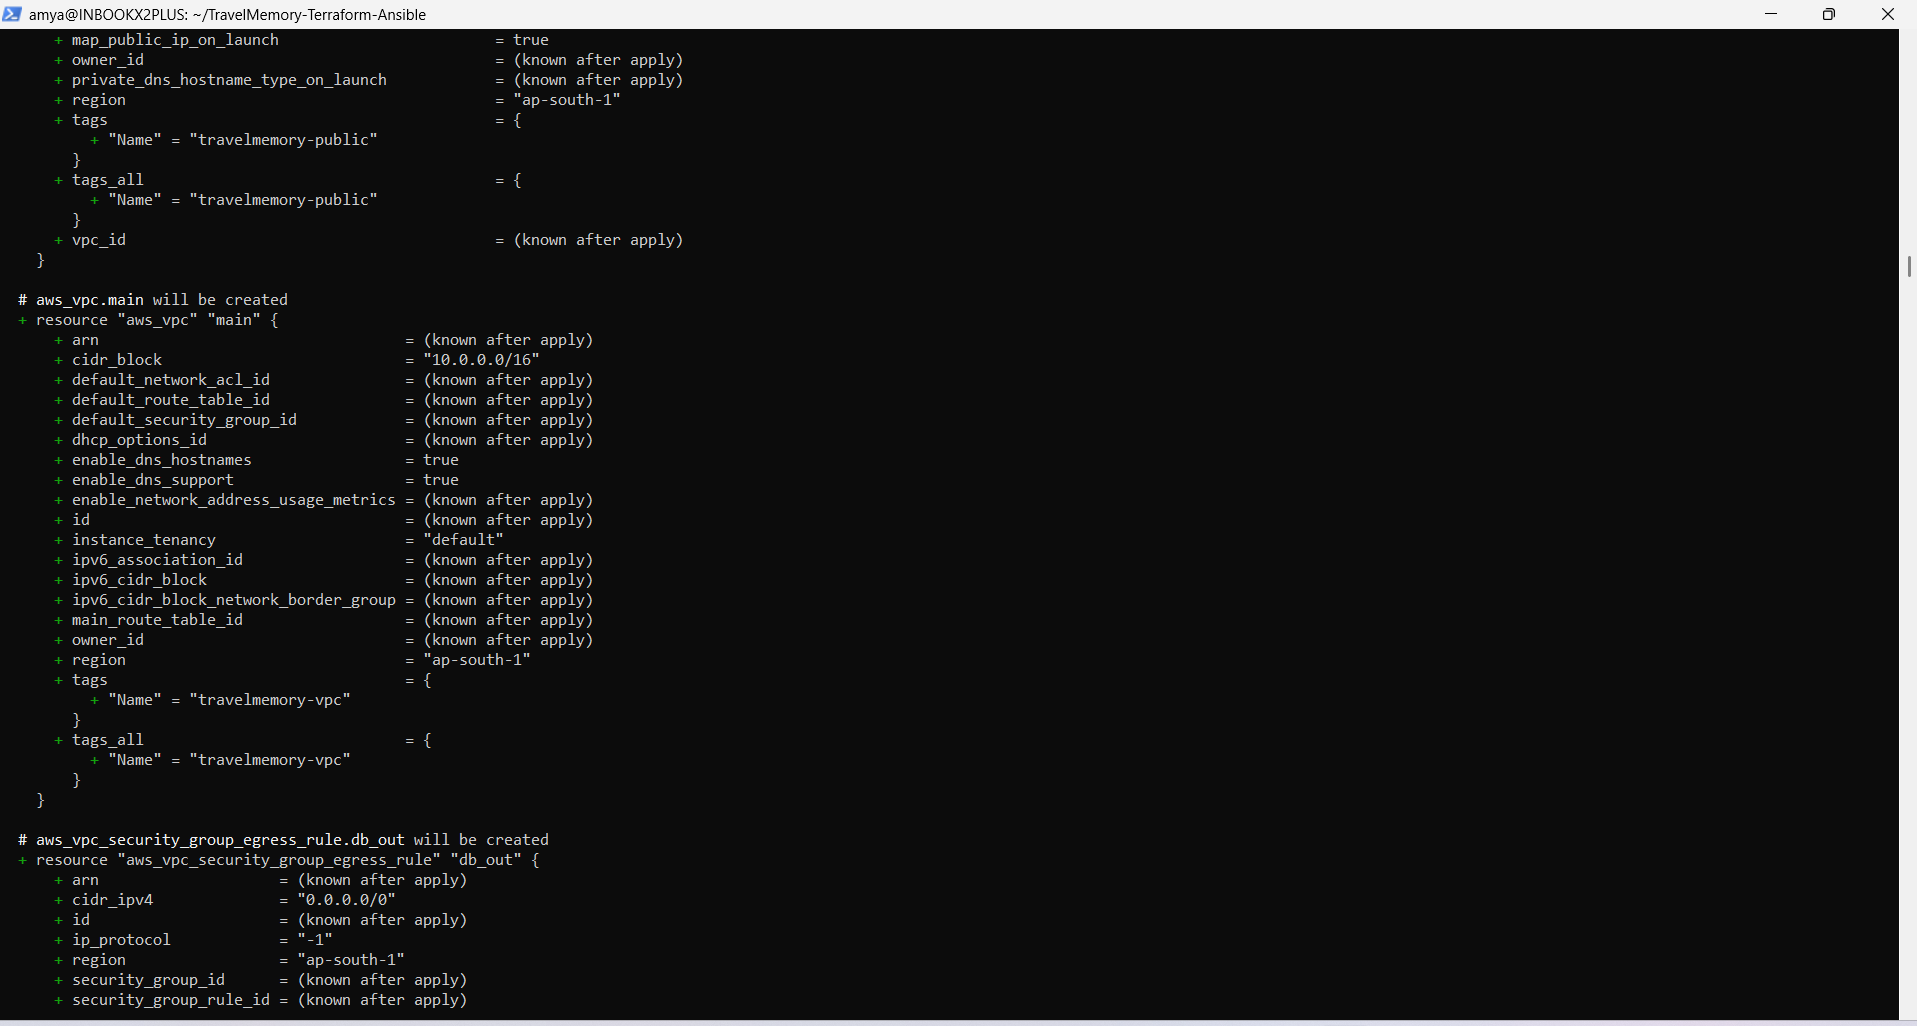 amya@INBOOKX2PLUS: ~/TravelMemory-Terraform-Ansible
+ map_public_ip_on_launch = true
+ owner_id = (known after apply)
+ private_dns_hostname_type_on_launch = (known after apply)
+ region = "ap-south-1"
+ tags = {
+ "Name" = "travelmemory-public"
}
+ tags_all = {
+ "Name" = "travelmemory-public"
}
+ vpc_id = (known after apply)
}
# aws_vpc.main will be created
+ resource "aws_vpc" "main" {
+ arn = (known after apply)
+ cidr_block = "10.0.0.0/16"
+ default_network_acl_id = (known after apply)
+ default_route_table_id = (known after apply)
+ default_security_group_id = (known after apply)
+ dhcp_options_id = (known after apply)
+ enable_dns_hostnames = true
+ enable_dns_support = true
+ enable_network_address_usage_metrics = (known after apply)
+ id = (known after apply)
+ instance_tenancy = "default"
+ ipv6_association_id = (known after apply)
+ ipv6_cidr_block = (known after apply)
+ ipv6_cidr_block_network_border_group = (known after apply)
+ main_route_table_id = (known after apply)
+ owner_id = (known after apply)
+ region = "ap-south-1"
+ tags = {
+ "Name" = "travelmemory-vpc"
}
+ tags_all = {
+ "Name" = "travelmemory-vpc"
}
}
# aws_vpc_security_group_egress_rule.db_out will be created
+ resource "aws_vpc_security_group_egress_rule" "db_out" {
+ arn = (known after apply)
+ cidr_ipv4 = "0.0.0.0/0"
+ id = (known after apply)
+ ip_protocol = "-1"
+ region = "ap-south-1"
+ security_group_id = (known after apply)
+ security_group_rule_id = (known after apply)